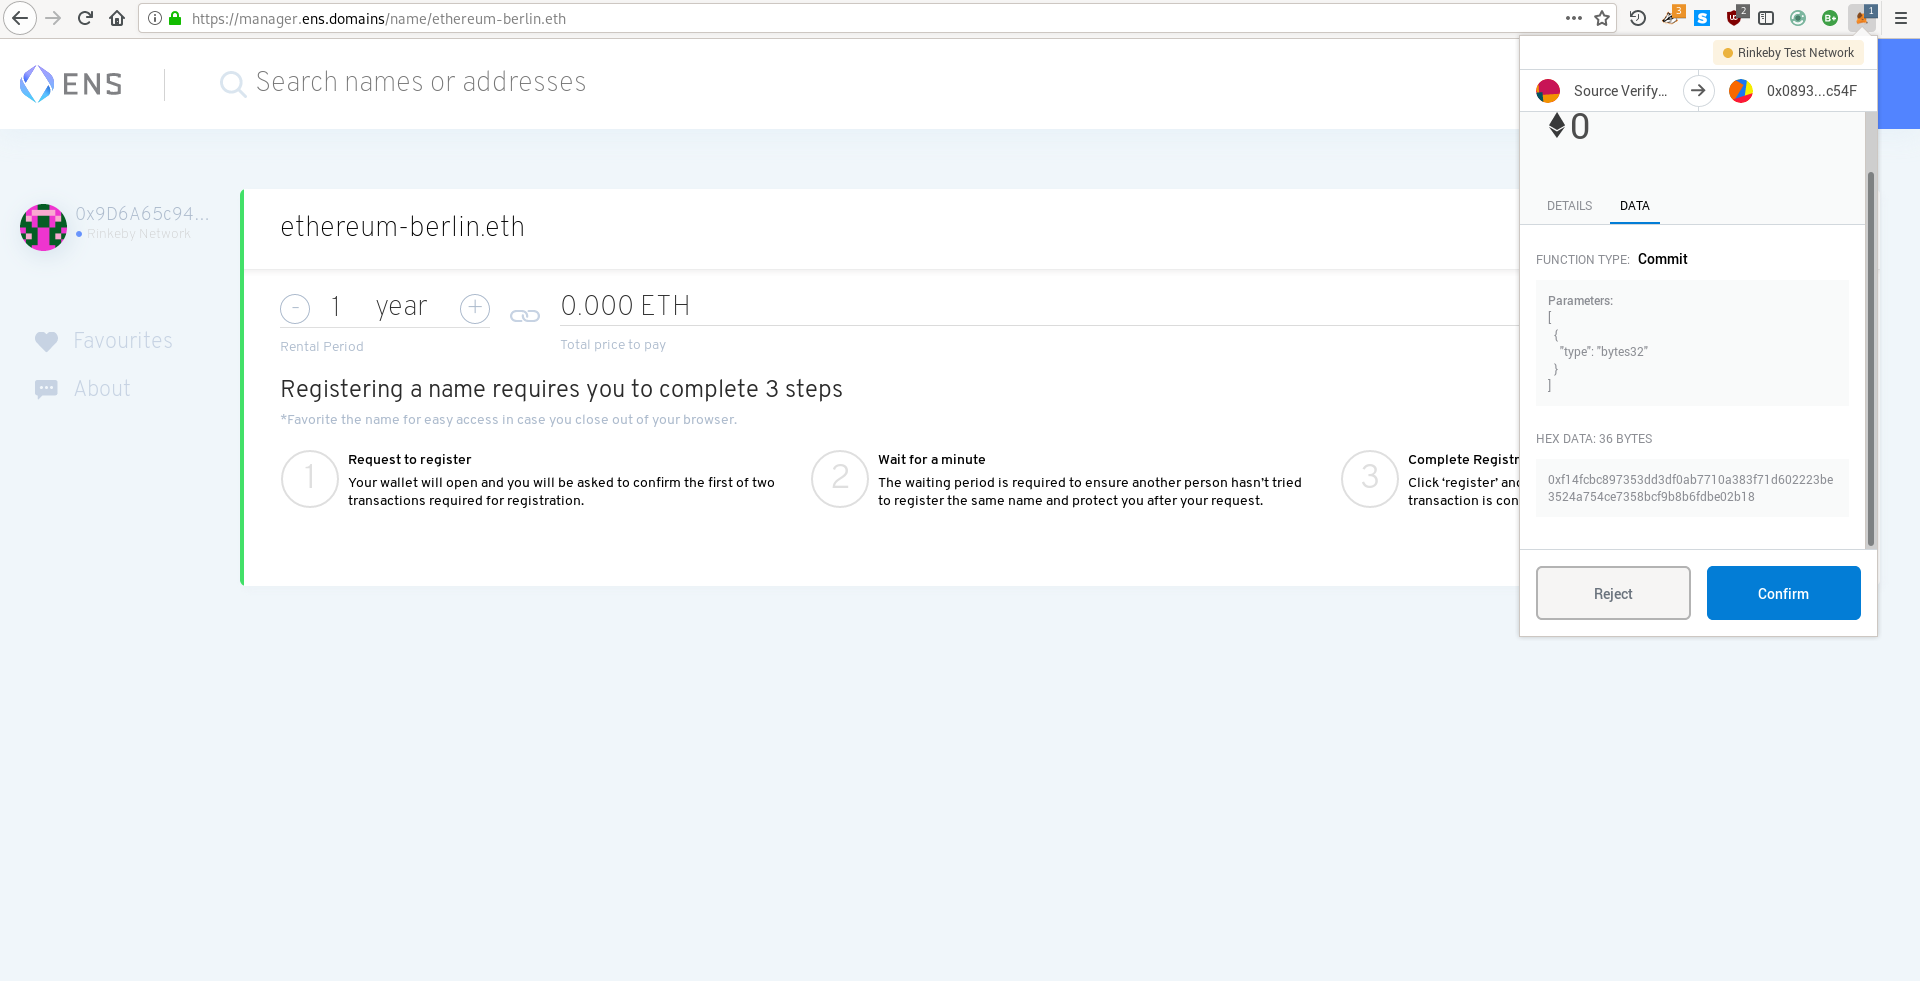 https://manager.ens.domains/name/ethereum-berlin.eth
3
2
1
Rinkeby Test Network
ENS
Search names or addresses
Source Verify...
0x0893...c54F
0
0x9D6A65c94...
Rinkeby Network
Favourites
About
ethereum-berlin.eth
- 1 year +
0.000 ETH
Rental Period
Total price to pay
Registering a name requires you to complete 3 steps
*Favorite the name for easy access in case you close out of your browser.
1
Request to register
Your wallet will open and you will be asked to confirm the first of two
transactions required for registration.
2
Wait for a minute
The waiting period is required to ensure another person hasn’t tried
to register the same name and protect you after your request.
3
Complete Registr
Click ‘register’ and
transaction is con
DETAILS
DATA
FUNCTION TYPE: Commit
Parameters:
[
{
"type": "bytes32"
}
]
HEX DATA: 36 BYTES
0xf14fcbc897353dd3df0ab7710a383f71d602223be
3524a754ce7358bcf9b8b6fdbe02b18
Reject
Confirm